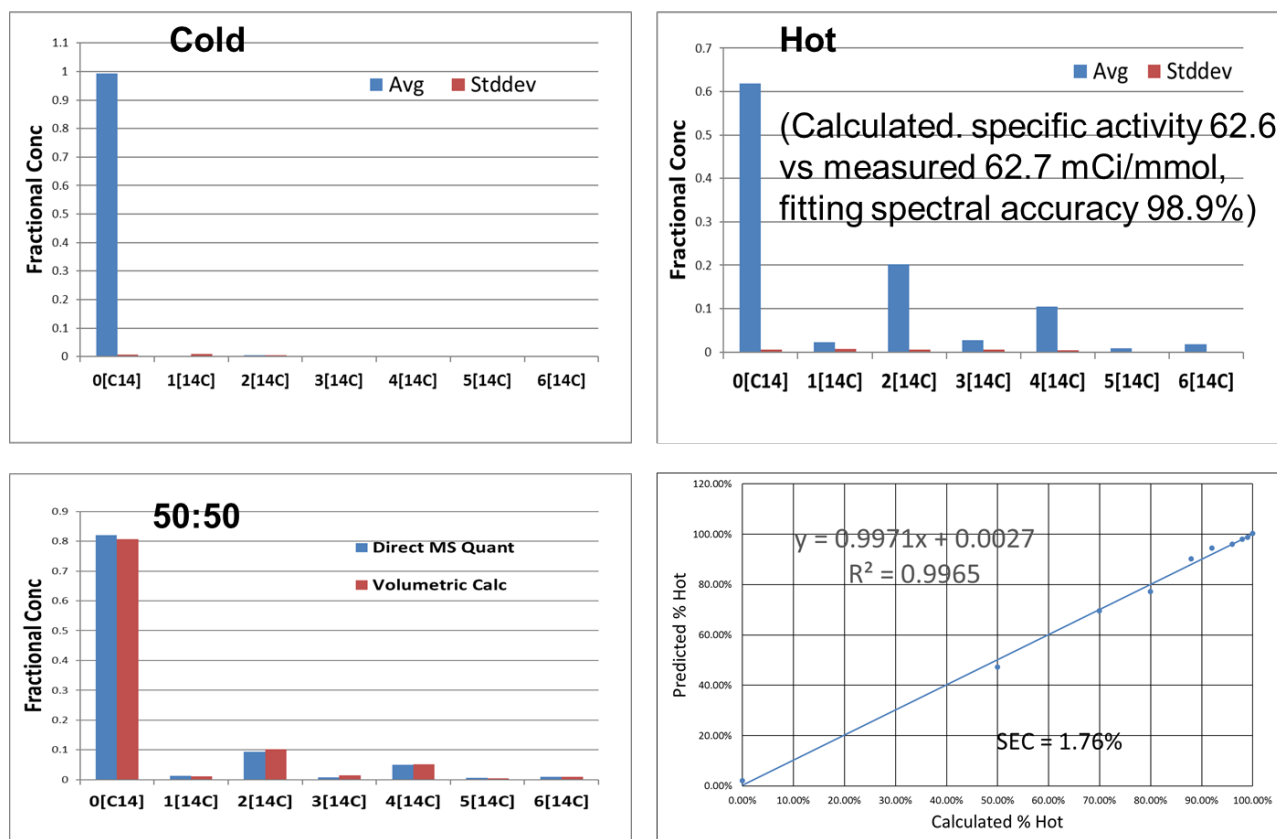 Cold
Avg Stddev
Fractional Conc
1.1
1
0.9
0.8
0.7
0.6
0.5
0.4
0.3
0.2
0.1
0
0[C14] 1[14C] 2[14C] 3[14C] 4[14C] 5[14C] 6[14C]
Hot
Avg Stddev
(Calculated. specific activity 62.6
vs measured 62.7 mCi/mmol,
fitting spectral accuracy 98.9%)
Fractional Conc
0.7
0.6
0.5
0.4
0.3
0.2
0.1
0
0[C14] 1[14C] 2[14C] 3[14C] 4[14C] 5[14C] 6[14C]
50:50
Direct MS Quant
Volumetric Calc
Fractional Conc
0.9
0.8
0.7
0.6
0.5
0.4
0.3
0.2
0.1
0
0[C14] 1[14C] 2[14C] 3[14C] 4[14C] 5[14C] 6[14C]
120.00%
100.00%
80.00%
60.00%
40.00%
20.00%
0.00%
Predicted % Hot
y = 0.9971x + 0.0027
R² = 0.9965
SEC = 1.76%
0.00% 10.00% 20.00% 30.00% 40.00% 50.00% 60.00% 70.00% 80.00% 90.00% 100.00%
Calculated % Hot